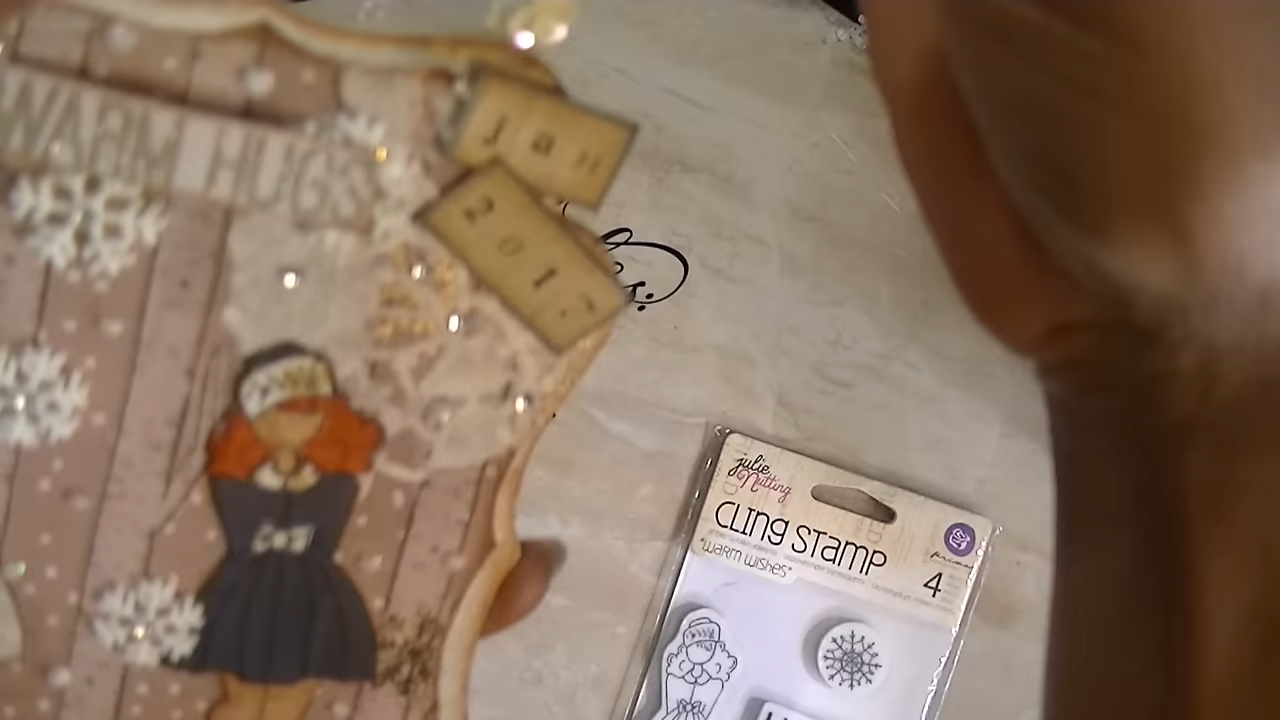 WARM HUGS
Jan
2017
julie
Nutting
CLING STAMP
"WARM WISHES"
4